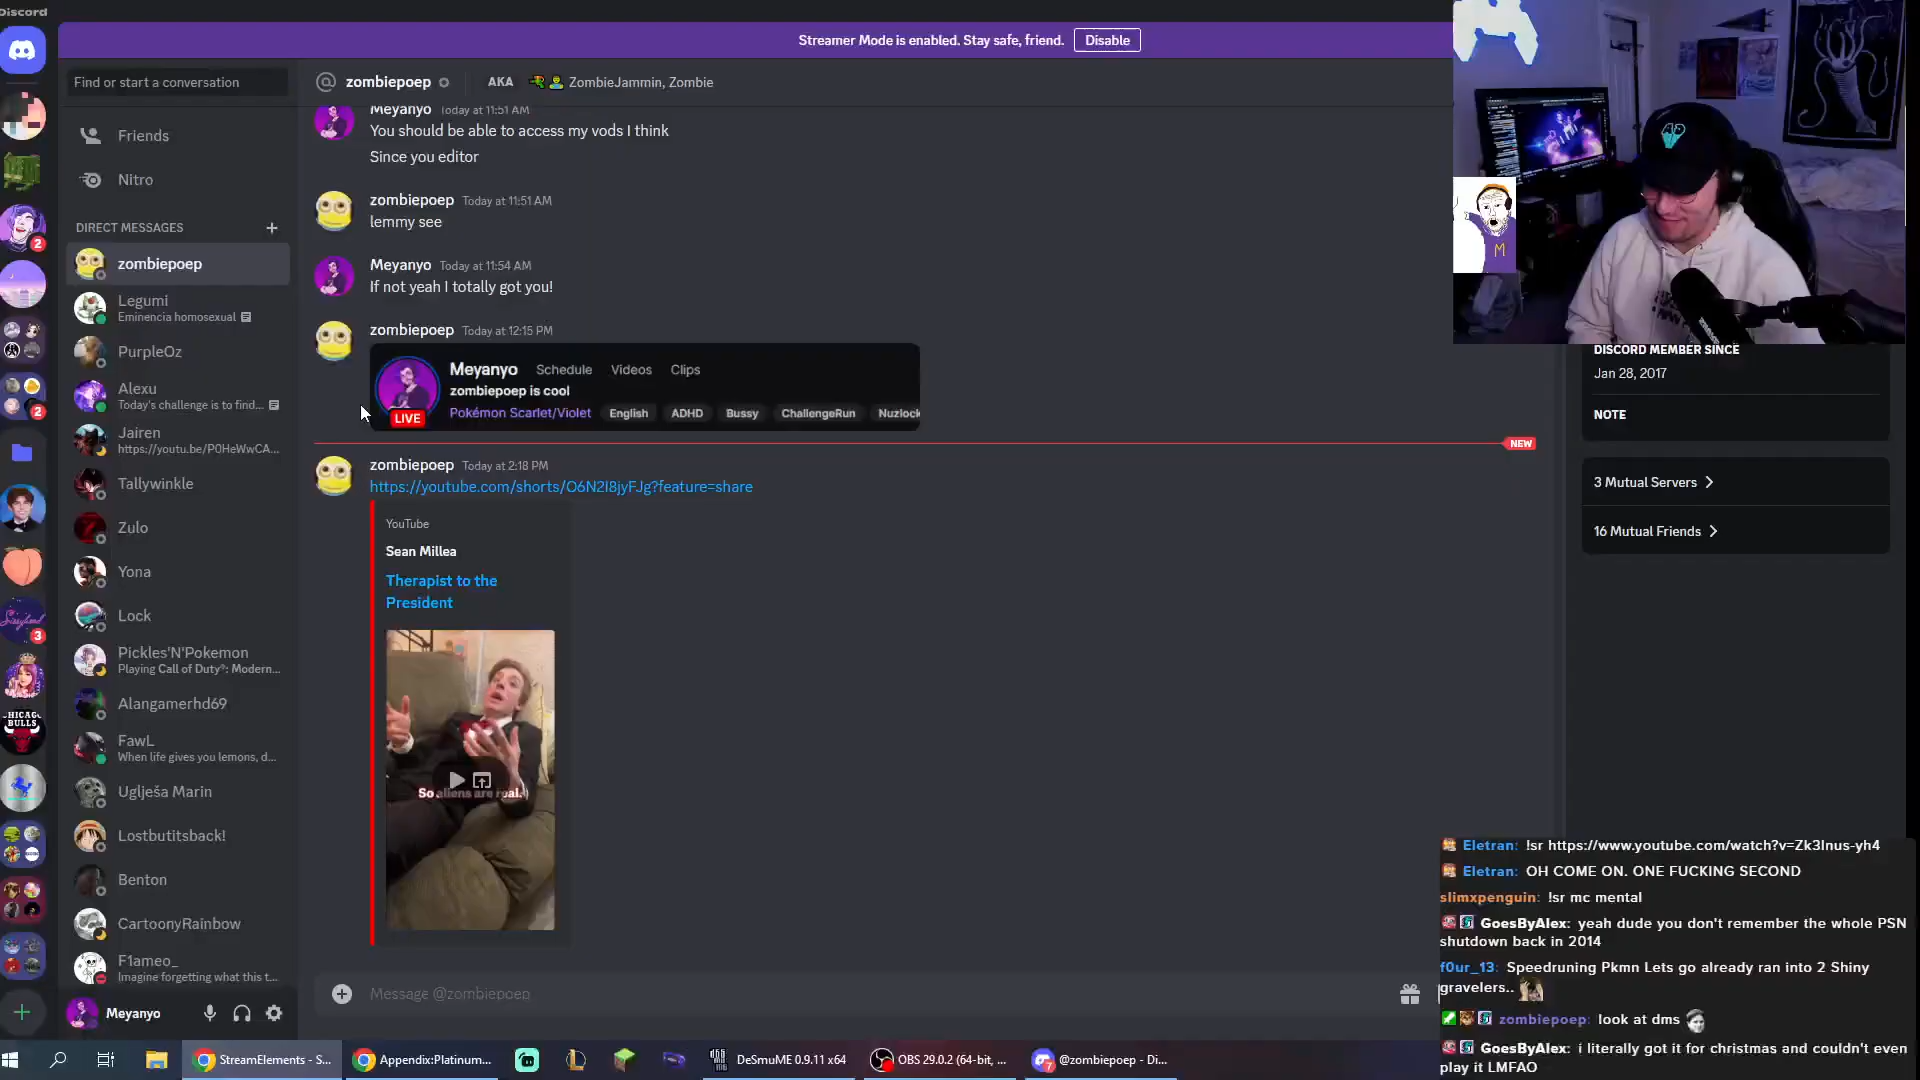 Discord
Streamer Mode is enabled. Stay safe, friend.
Disable
Find or start a conversation
zombiepoep
AKA
ZombieJammin, Zombie
Friends
Nitro
DIRECT MESSAGES
zombiepoep
Legumi
Eminencia homosexual
PurpleOz
Alexu
Today's challenge is to find...
Jairen
https://youtu.be/P0HeWwCA...
Tallywinkle
Zulo
Yona
Lock
Pickles'N'Pokemon
Playing Call of Duty®: Modern...
Alangamerhd69
FawL
When life gives you lemons, d...
Uglješa Marin
Lostbutitsback!
Benton
CartoonyRainbow
F1ameo_
Imagine forgetting what this t...
Meyanyo
2
2
3
CHICAGO
BULLS
Meyanyo Today at 11:51 AM
You should be able to access my vods I think
Since you editor
zombiepoep Today at 11:51 AM
lemmy see
Meyanyo Today at 11:54 AM
If not yeah I totally got you!
zombiepoep Today at 12:15 PM
Meyanyo Schedule Videos Clips
zombiepoep is cool
LIVE
Pokémon Scarlet/Violet English ADHD Bussy ChallengeRun Nuzlock
NEW
zombiepoep Today at 2:18 PM
https://youtube.com/shorts/O6N2I8jyFJg?feature=share
YouTube
Sean Millea
Therapist to the
President
So aliens are real.
Message @zombiepoep
M
DISCORD MEMBER SINCE
Jan 28, 2017
NOTE
3 Mutual Servers
16 Mutual Friends
Eletran: !sr https://www.youtube.com/watch?v=Zk3Inus-yh4
Eletran: OH COME ON. ONE FUCKING SECOND
slimxpenguin: !sr mc mental
GoesByAlex: yeah dude you don't remember the whole PSN
shutdown back in 2014
f0ur_13: Speedruning Pkmn Lets go already ran into 2 Shiny
gravelers..
zombiepoep: look at dms
GoesByAlex: i literally got it for christmas and couldn't even
play it LMFAO
StreamElements - S...
Appendix:Platinum...
DeSmuME 0.9.11 x64
OBS 29.0.2 (64-bit, ...
@zombiepoep - Di...